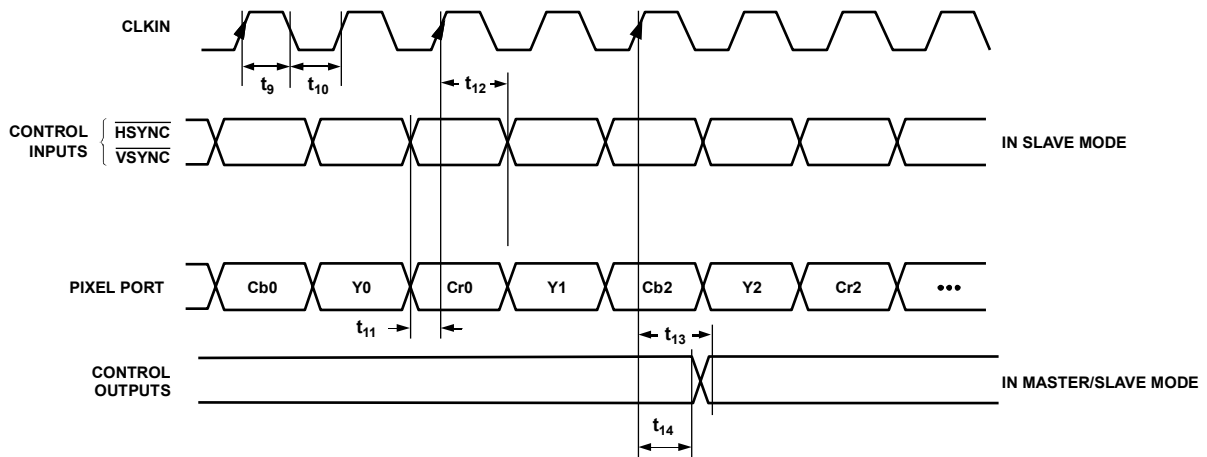 CLKIN
t9 t10 t12
CONTROL INPUTS
HSYNC
VSYNC
IN SLAVE MODE
PIXEL PORT
Cb0 Y0 Cr0 Y1 Cb2 Y2 Cr2 •••
t11 t13
CONTROL
OUTPUTS
IN MASTER/SLAVE MODE
t14